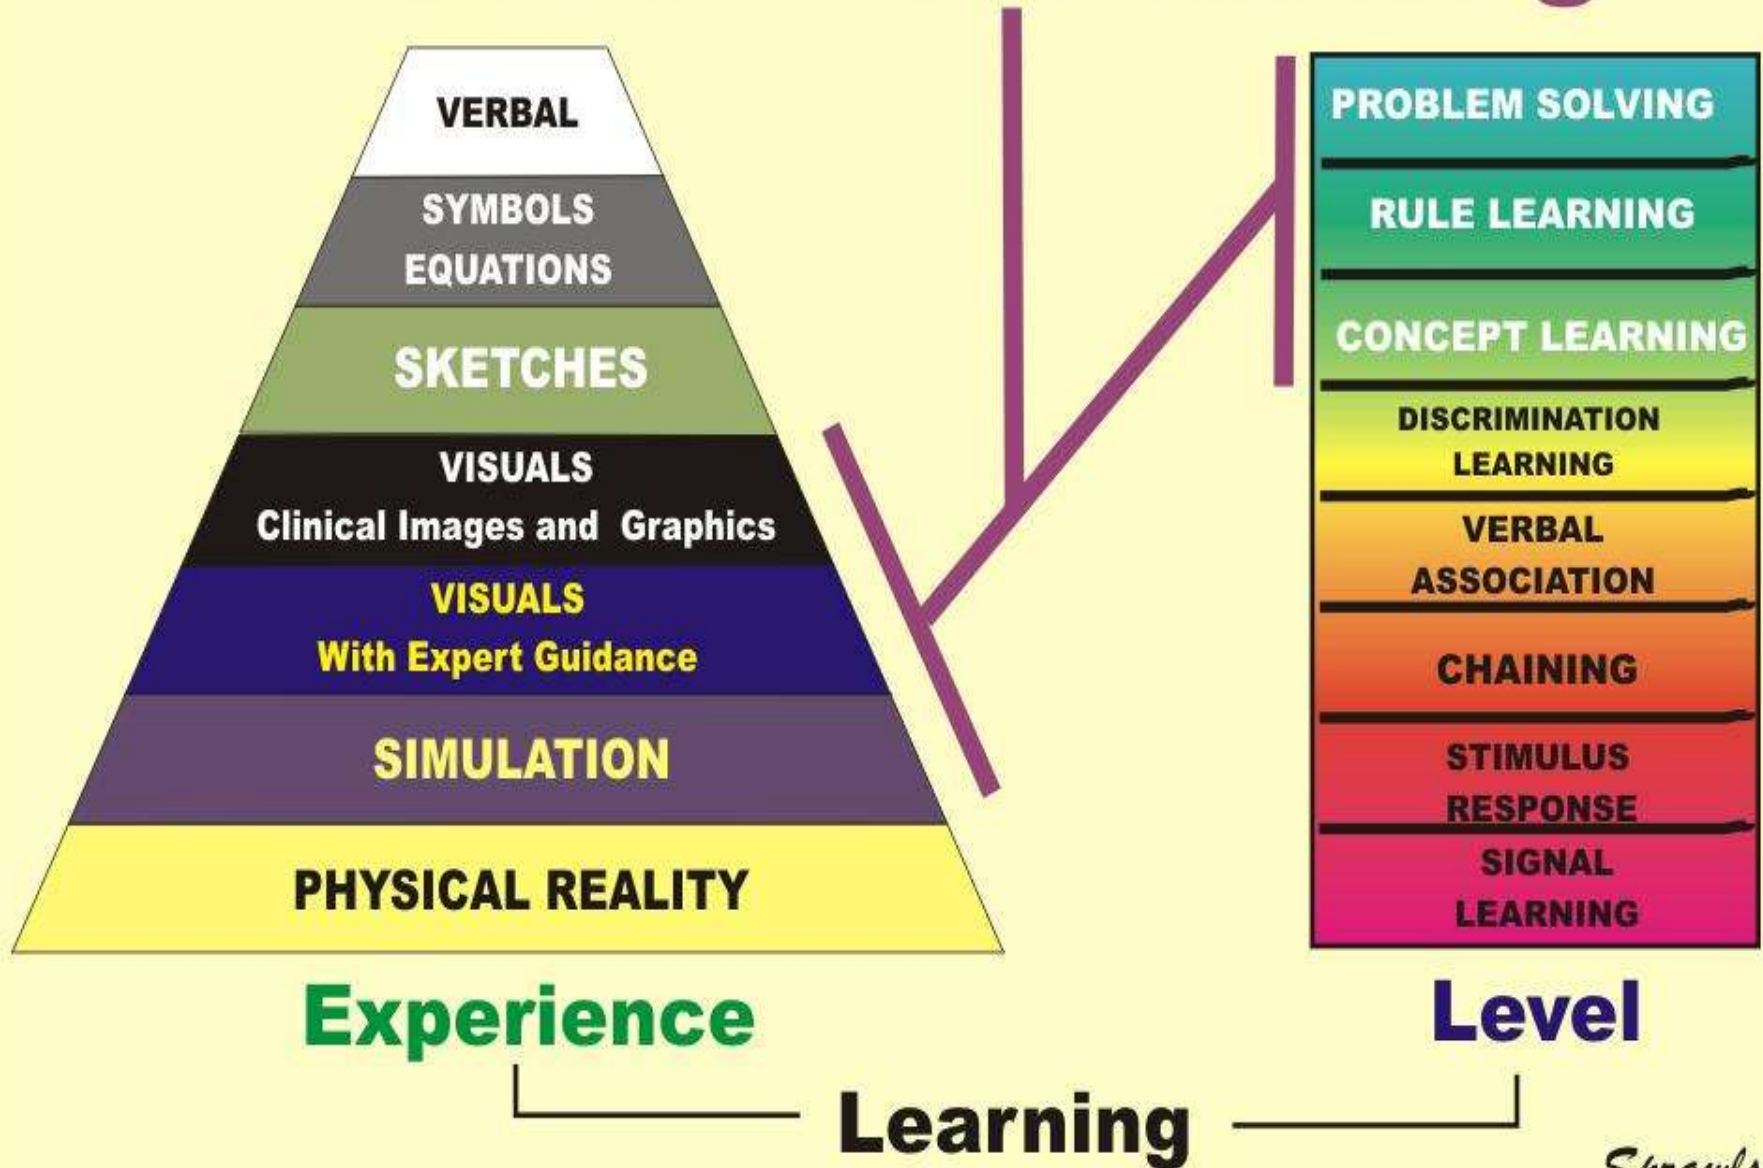 VERBAL
SYMBOLS
EQUATIONS
SKETCHES
VISUALS
Clinical Images and Graphics
VISUALS
With Expert Guidance
SIMULATION
PHYSICAL REALITY
Experience
PROBLEM SOLVING
RULE LEARNING
CONCEPT LEARNING
DISCRIMINATION
LEARNING
VERBAL
ASSOCIATION
CHAINING
STIMULUS
RESPONSE
SIGNAL
LEARNING
Level
Learning